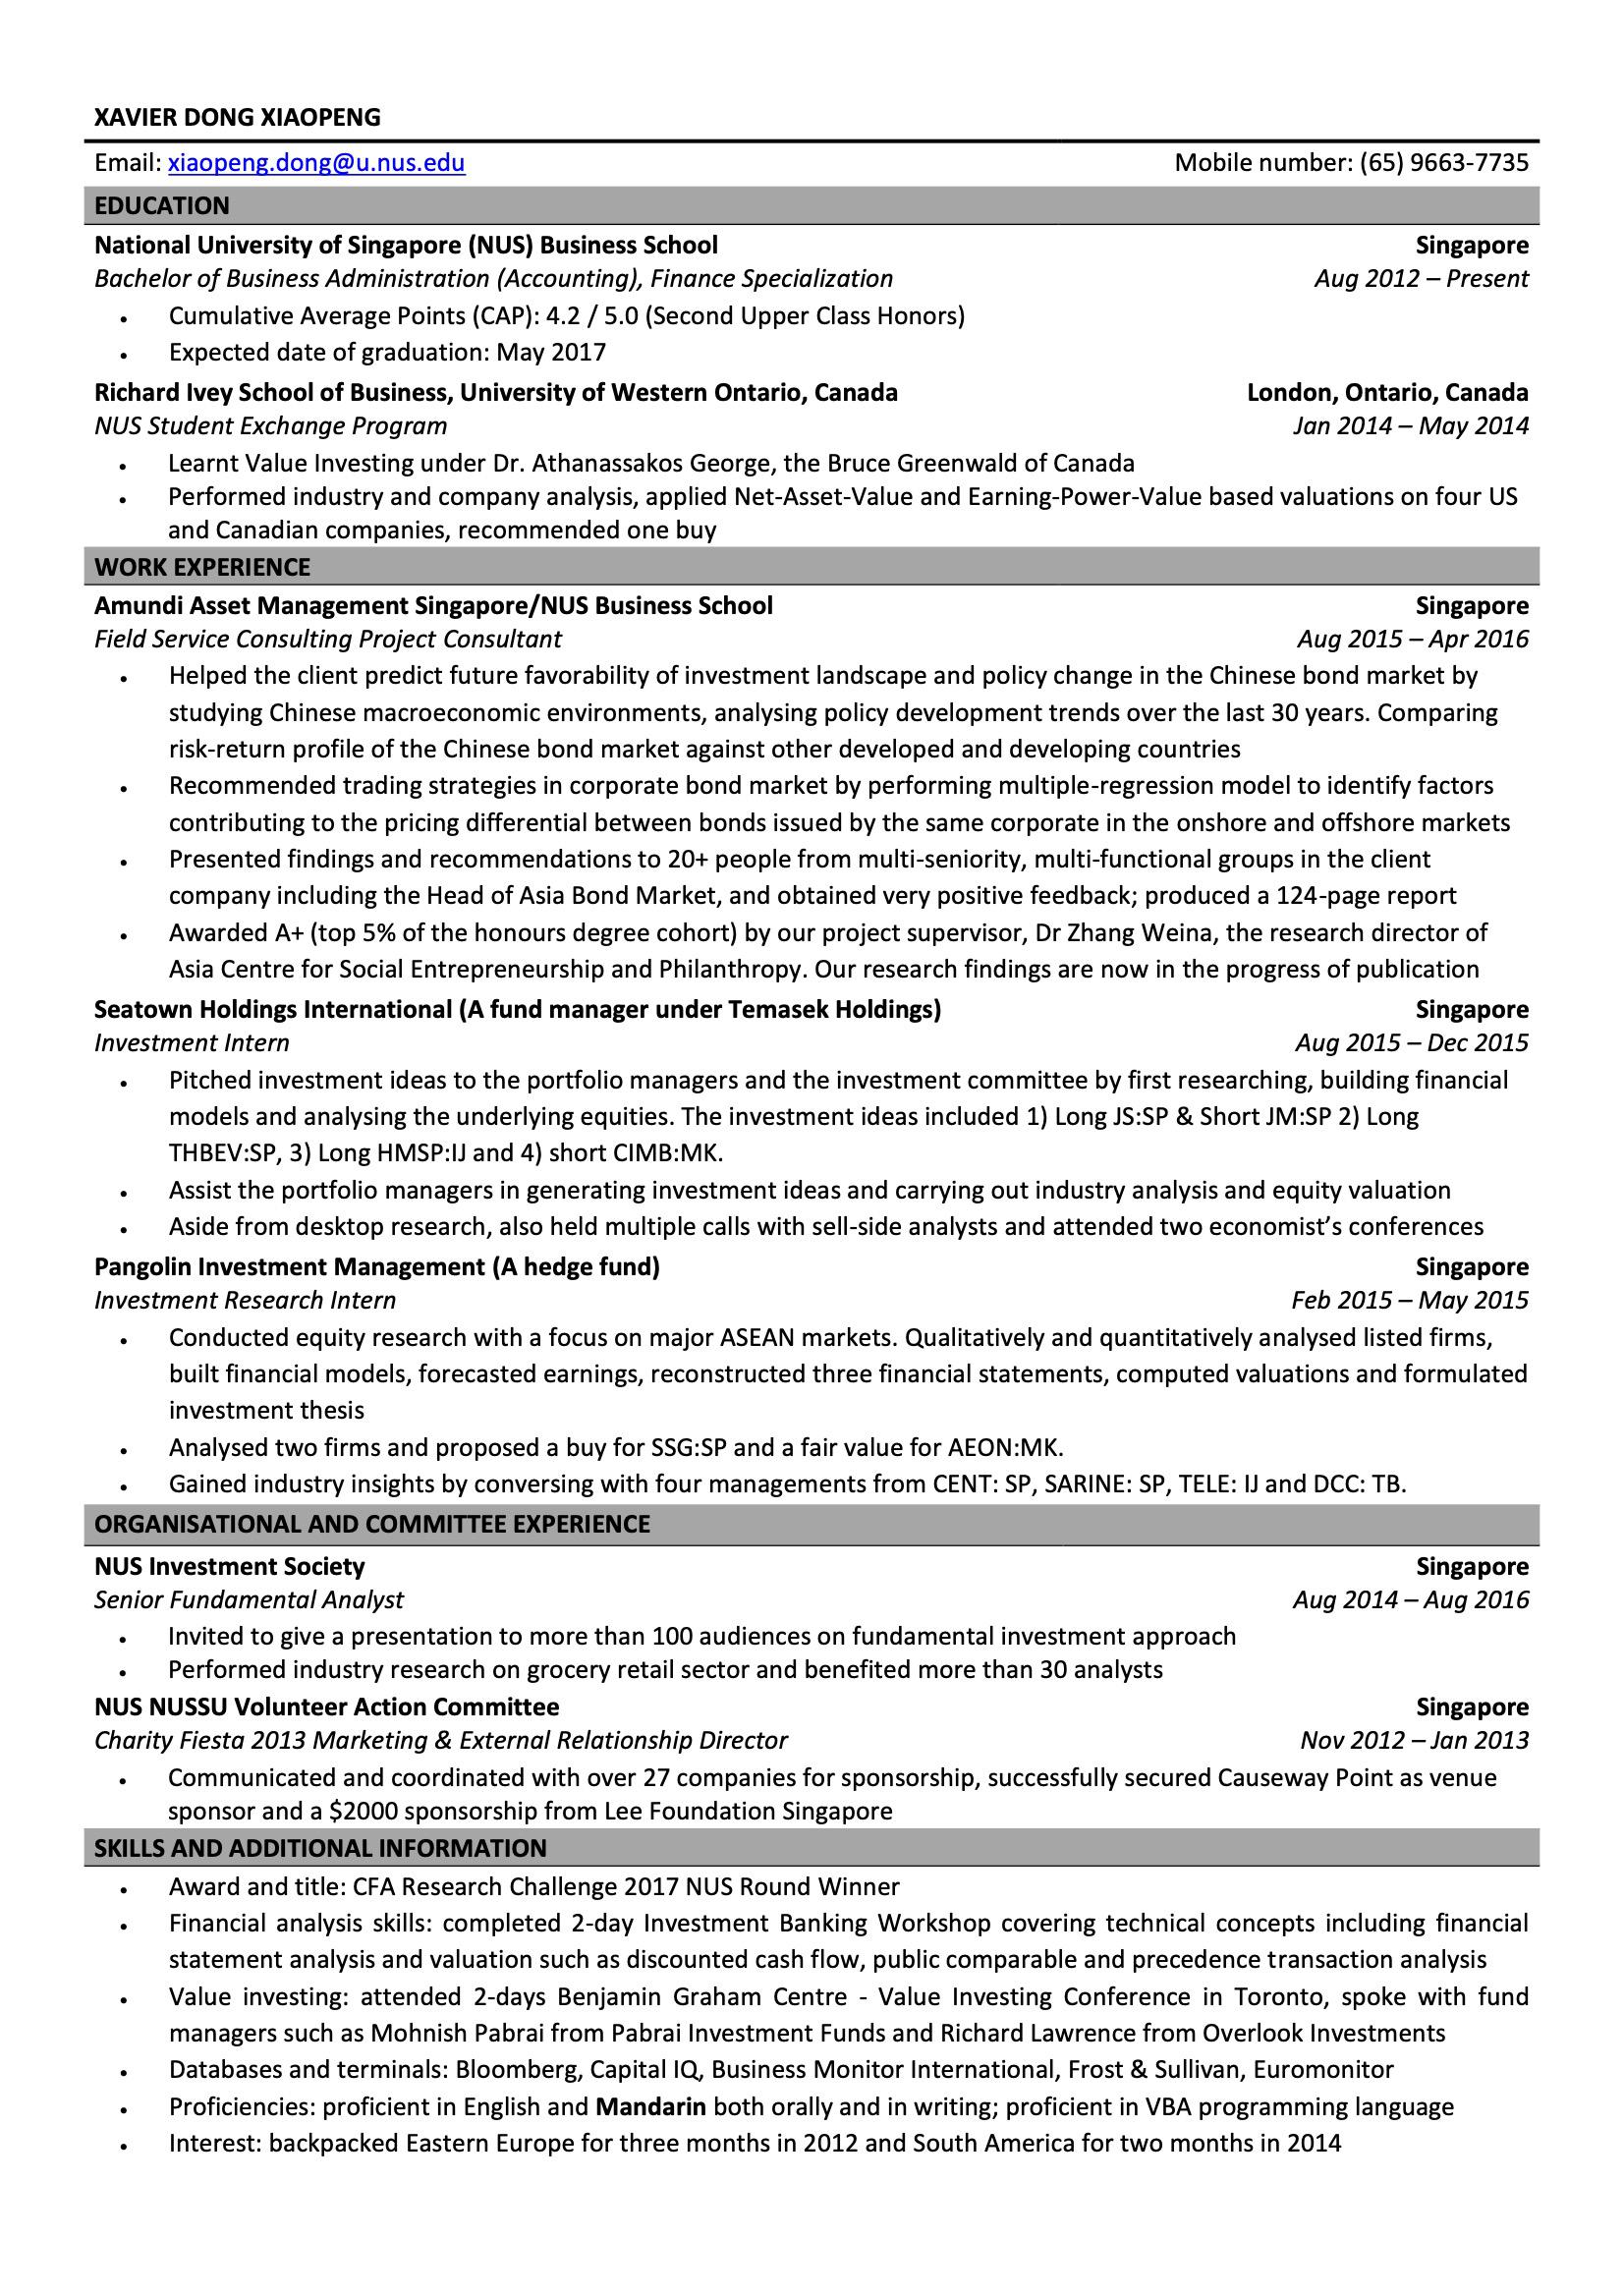 XAVIER DONG XIAOPENG
Email: xiaopeng.dong@u.nus.edu Mobile number: (65) 9663-7735
EDUCATION
National University of Singapore (NUS) Business School Singapore
Bachelor of Business Administration (Accounting), Finance Specialization Aug 2012 – Present
• Cumulative Average Points (CAP): 4.2 / 5.0 (Second Upper Class Honors)
• Expected date of graduation: May 2017
Richard Ivey School of Business, University of Western Ontario, Canada London, Ontario, Canada
NUS Student Exchange Program Jan 2014 – May 2014
• Learnt Value Investing under Dr. Athanassakos George, the Bruce Greenwald of Canada
• Performed industry and company analysis, applied Net-Asset-Value and Earning-Power-Value based valuations on four US
and Canadian companies, recommended one buy
WORK EXPERIENCE
Amundi Asset Management Singapore/NUS Business School Singapore
Field Service Consulting Project Consultant Aug 2015 – Apr 2016
• Helped the client predict future favorability of investment landscape and policy change in the Chinese bond market by
studying Chinese macroeconomic environments, analysing policy development trends over the last 30 years. Comparing
risk-return profile of the Chinese bond market against other developed and developing countries
• Recommended trading strategies in corporate bond market by performing multiple-regression model to identify factors
contributing to the pricing differential between bonds issued by the same corporate in the onshore and offshore markets
• Presented findings and recommendations to 20+ people from multi-seniority, multi-functional groups in the client
company including the Head of Asia Bond Market, and obtained very positive feedback; produced a 124-page report
• Awarded A+ (top 5% of the honours degree cohort) by our project supervisor, Dr Zhang Weina, the research director of
Asia Centre for Social Entrepreneurship and Philanthropy. Our research findings are now in the progress of publication
Seatown Holdings International (A fund manager under Temasek Holdings) Singapore
Investment Intern Aug 2015 – Dec 2015
• Pitched investment ideas to the portfolio managers and the investment committee by first researching, building financial
models and analysing the underlying equities. The investment ideas included 1) Long JS:SP & Short JM:SP 2) Long
THBEV:SP, 3) Long HMSP:IJ and 4) short CIMB:MK.
• Assist the portfolio managers in generating investment ideas and carrying out industry analysis and equity valuation
• Aside from desktop research, also held multiple calls with sell-side analysts and attended two economist’s conferences
Pangolin Investment Management (A hedge fund) Singapore
Investment Research Intern Feb 2015 – May 2015
• Conducted equity research with a focus on major ASEAN markets. Qualitatively and quantitatively analysed listed firms,
built financial models, forecasted earnings, reconstructed three financial statements, computed valuations and formulated
investment thesis
• Analysed two firms and proposed a buy for SSG:SP and a fair value for AEON:MK.
• Gained industry insights by conversing with four managements from CENT: SP, SARINE: SP, TELE: IJ and DCC: TB.
ORGANISATIONAL AND COMMITTEE EXPERIENCE
NUS Investment Society Singapore
Senior Fundamental Analyst Aug 2014 – Aug 2016
• Invited to give a presentation to more than 100 audiences on fundamental investment approach
• Performed industry research on grocery retail sector and benefited more than 30 analysts
NUS NUSSU Volunteer Action Committee Singapore
Charity Fiesta 2013 Marketing & External Relationship Director Nov 2012 – Jan 2013
• Communicated and coordinated with over 27 companies for sponsorship, successfully secured Causeway Point as venue
sponsor and a $2000 sponsorship from Lee Foundation Singapore
SKILLS AND ADDITIONAL INFORMATION
• Award and title: CFA Research Challenge 2017 NUS Round Winner
• Financial analysis skills: completed 2-day Investment Banking Workshop covering technical concepts including financial
statement analysis and valuation such as discounted cash flow, public comparable and precedence transaction analysis
• Value investing: attended 2-days Benjamin Graham Centre - Value Investing Conference in Toronto, spoke with fund
managers such as Mohnish Pabrai from Pabrai Investment Funds and Richard Lawrence from Overlook Investments
• Databases and terminals: Bloomberg, Capital IQ, Business Monitor International, Frost & Sullivan, Euromonitor
• Proficiencies: proficient in English and Mandarin both orally and in writing; proficient in VBA programming language
• Interest: backpacked Eastern Europe for three months in 2012 and South America for two months in 2014